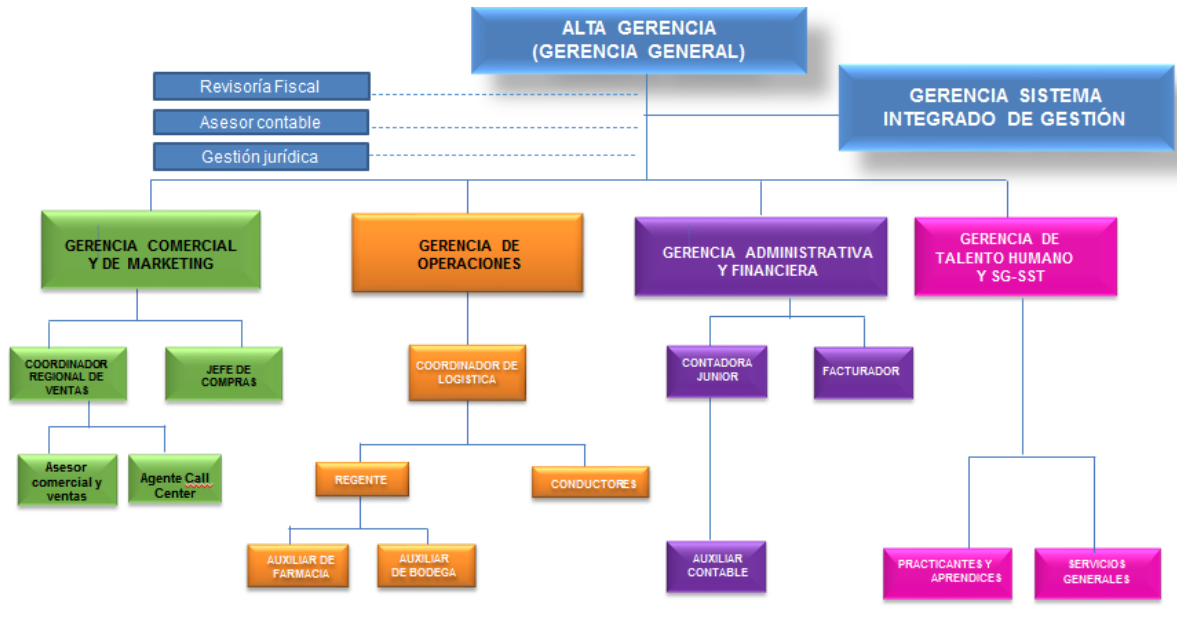 ALTA GERENCIA
(GERENCIA GENERAL)
Revisoría Fiscal
Asesor contable
Gestión jurídica
GERENCIA SISTEMA
INTEGRADO DE GESTIÓN
GERENCIA COMERCIAL
Y DE MARKETING
GERENCIA DE
OPERACIONES
GERENCIA ADMINISTRATIVA
Y FINANCIERA
GERENCIA DE
TALENTO HUMANO
Y SG-SST
COORDINADOR
REGIONAL DE
VENTAS
JEFE DE
COMPRAS
COORDINADOR DE
LOGISTICA
CONTADORA
JUNIOR
FACTURADOR
Asesor
comercial y
ventas
Agente Call
Center
REGENTE
CONDUCTORES
AUXILIAR DE
FARMACIA
AUXILIAR
DE BODEGA
AUXILIAR
CONTABLE
PRACTICANTES Y
APRENDICES
SERVICIOS
GENERALES